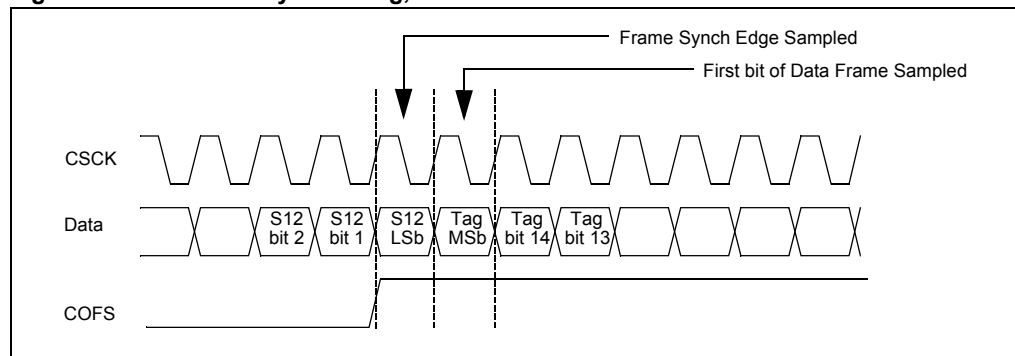 Frame Synch Edge Sampled
First bit of Data Frame Sampled
CSCK
Data
S12 bit 2
S12 bit 1
S12 LSb
Tag MSb
Tag bit 14
Tag bit 13
COFS